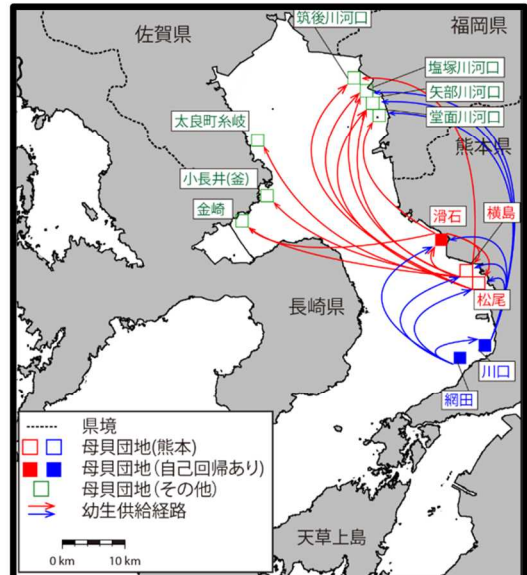 筑後川河口
福岡県
佐賀県
塩塚川河口
矢部川河口
太良町糸岐
堂面川河口
熊本県
小長井(釜)
滑石
横島
金崎
松尾
長崎県
川口
網田
県境
母貝団地(熊本)
母貝団地(自己回帰あり)
母貝団地(その他)
幼生供給経路
天草上島
0 km 10 km